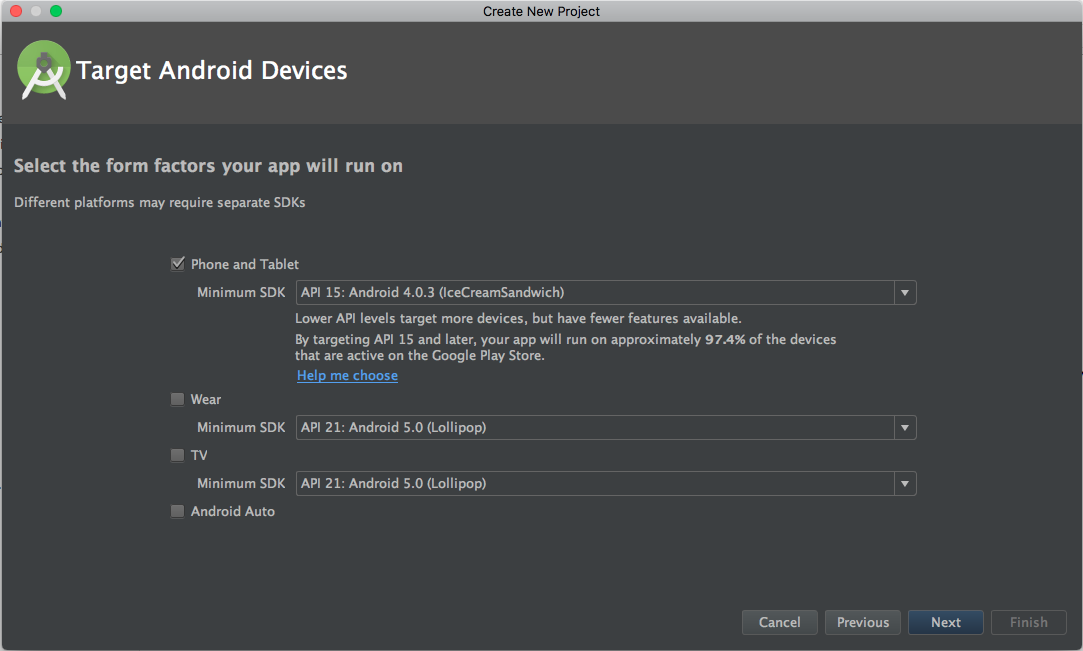 Create New Project
Target Android Devices
Select the form factors your app will run on
Different platforms may require separate SDKs
Phone and Tablet
Minimum SDK API 15: Android 4.0.3 (IceCreamSandwich)
Lower API levels target more devices, but have fewer features available.
By targeting API 15 and later, your app will run on approximately 97.4% of the devices
that are active on the Google Play Store.
Help me choose
Wear
Minimum SDK API 21: Android 5.0 (Lollipop)
TV
Minimum SDK API 21: Android 5.0 (Lollipop)
Android Auto
Cancel Previous Next Finish